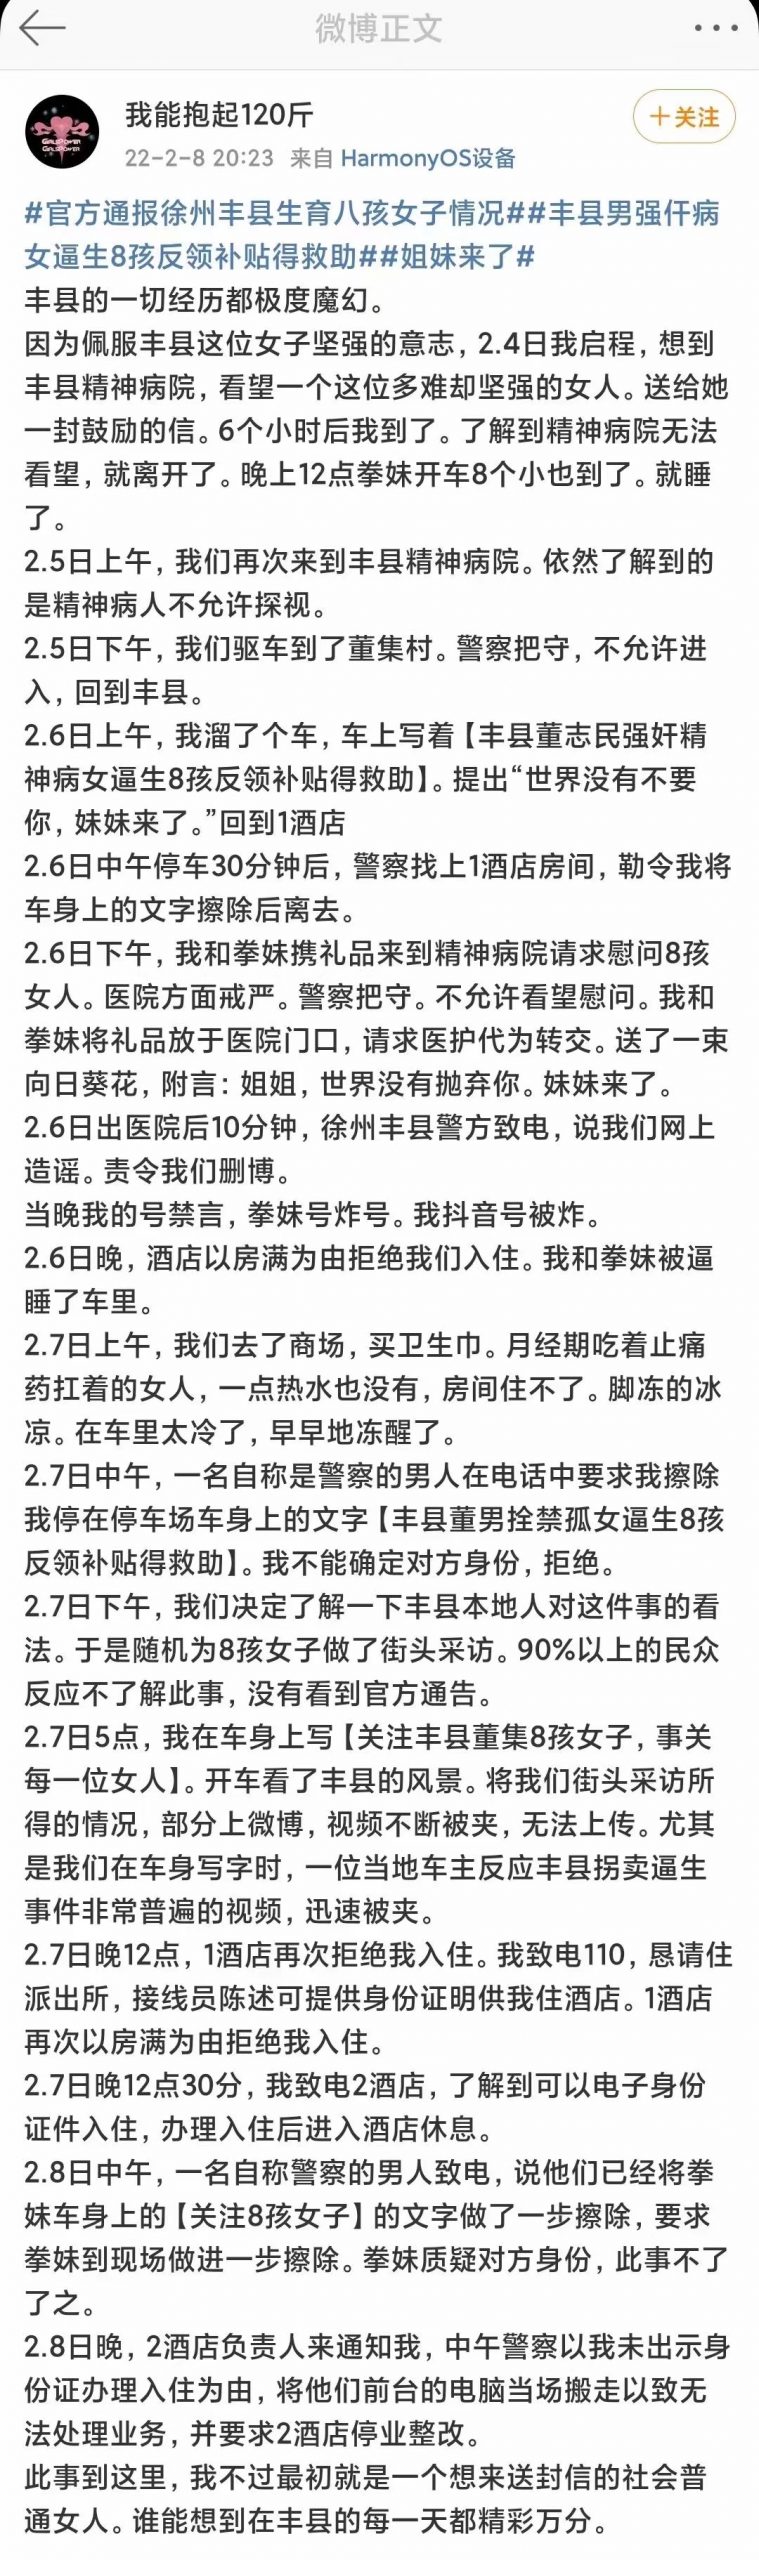 微博正文
我能抱起120斤
22-2-8 20:23 来自 HarmonyOS设备
+关注
#官方通报徐州丰县生育八孩女子情况##丰县男强仟病
女逼生8孩反领补贴得救助##姐妹来了#
丰县的一切经历都极度魔幻。
因为佩服丰县这位女子坚强的意志，2.4日我启程，想到
丰县精神病院，看望一个这位多难却坚强的女人。送给她
一封鼓励的信。6个小时后我到了。了解到精神病院无法
看望，就离开了。晚上12点拳妹开车8个小也到了。就睡
了。
2.5日上午，我们再次来到丰县精神病院。依然了解到的
是精神病人不允许探视。
2.5日下午，我们驱车到了董集村。警察把守，不允许进
入，回到丰县。
2.6日上午，我溜了个车，车上写着【丰县董志民强奸精
神病女逼生8孩反领补贴得救助】。提出“世界没有不要
你，妹妹来了。”回到1酒店
2.6日中午停车30分钟后，警察找上1酒店房间，勒令我将
车身上的文字擦除后离去。
2.6日下午，我和拳妹携礼品来到精神病院请求慰问8孩
女人。医院方面戒严。警察把守。不允许看望慰问。我和
拳妹将礼品放于医院门口，请求医护代为转交。送了一束
向日葵花，附言：姐姐，世界没有抛弃你。妹妹来了。
2.6日出医院后10分钟，徐州丰县警方致电，说我们网上
造谣。责令我们删博。
当晚我的号禁言，拳妹号炸号。我抖音号被炸。
2.6日晚，酒店以房满为由拒绝我们入住。我和拳妹被逼
睡了车里。
2.7日上午，我们去了商场，买卫生巾。月经期吃着止痛
药扛着的女人，一点热水也没有，房间住不了。脚冻的冰
凉。在车里太冷了，早早地冻醒了。
2.7日中午，一名自称是警察的男人在电话中要求我擦除
我停在停车场车身上的文字【丰县董男拴禁孤女逼生8孩
反领补贴得救助】。我不能确定对方身份，拒绝。
2.7日下午，我们决定了解一下丰县本地人对这件事的看
法。于是随机为8孩女子做了街头采访。90%以上的民众
反应不了解此事，没有看到官方通告。
2.7日5点，我在车身上写【关注丰县董集8孩女子，事关
每一位女人】。开车看了丰县的风景。将我们街头采访所
得的情况，部分上微博，视频不断被夹，无法上传。尤其
是我们在车身写字时，一位当地车主反应丰县拐卖逼生
事件非常普遍的视频，迅速被夹。
2.7日晚12点，1酒店再次拒绝我入住。我致电110，恳请住
派出所，接线员陈述可提供身份证明供我住酒店。1酒店
再次以房满为由拒绝我入住。
2.7日晚12点30分，我致电2酒店，了解到可以电子身份
证件入住，办理入住后进入酒店休息。
2.8日中午，一名自称警察的男人致电，说他们已经将拳
妹车身上的【关注8孩女子】的文字做了一步擦除，要求
拳妹到现场做进一步擦除。拳妹质疑对方身份，此事不了
了之。
2.8日晚，2酒店负责人来通知我，中午警察以我未出示身
份证办理入住为由，将他们前台的电脑当场搬走以致无
法处理业务，并要求2酒店停业整改。
此事到这里，我不过最初就是一个想来送封信的社会普
通女人。谁能想到在丰县的每一天都精彩万分。